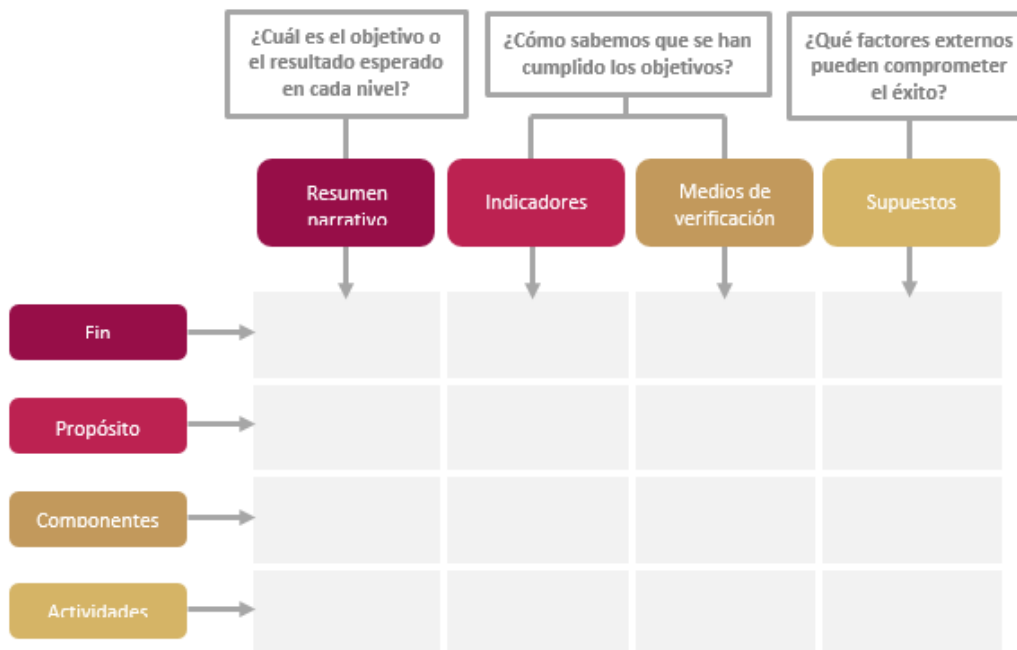 ¿Cuál es el objetivo o
el resultado esperado
en cada nivel?
¿Cómo sabemos que se han
cumplido los objetivos?
¿Qué factores externos
pueden comprometer
el éxito?
Resumen
narrativo
Indicadores
Medios de
verificación
Supuestos
Fin
Propósito
Componentes
Actividades